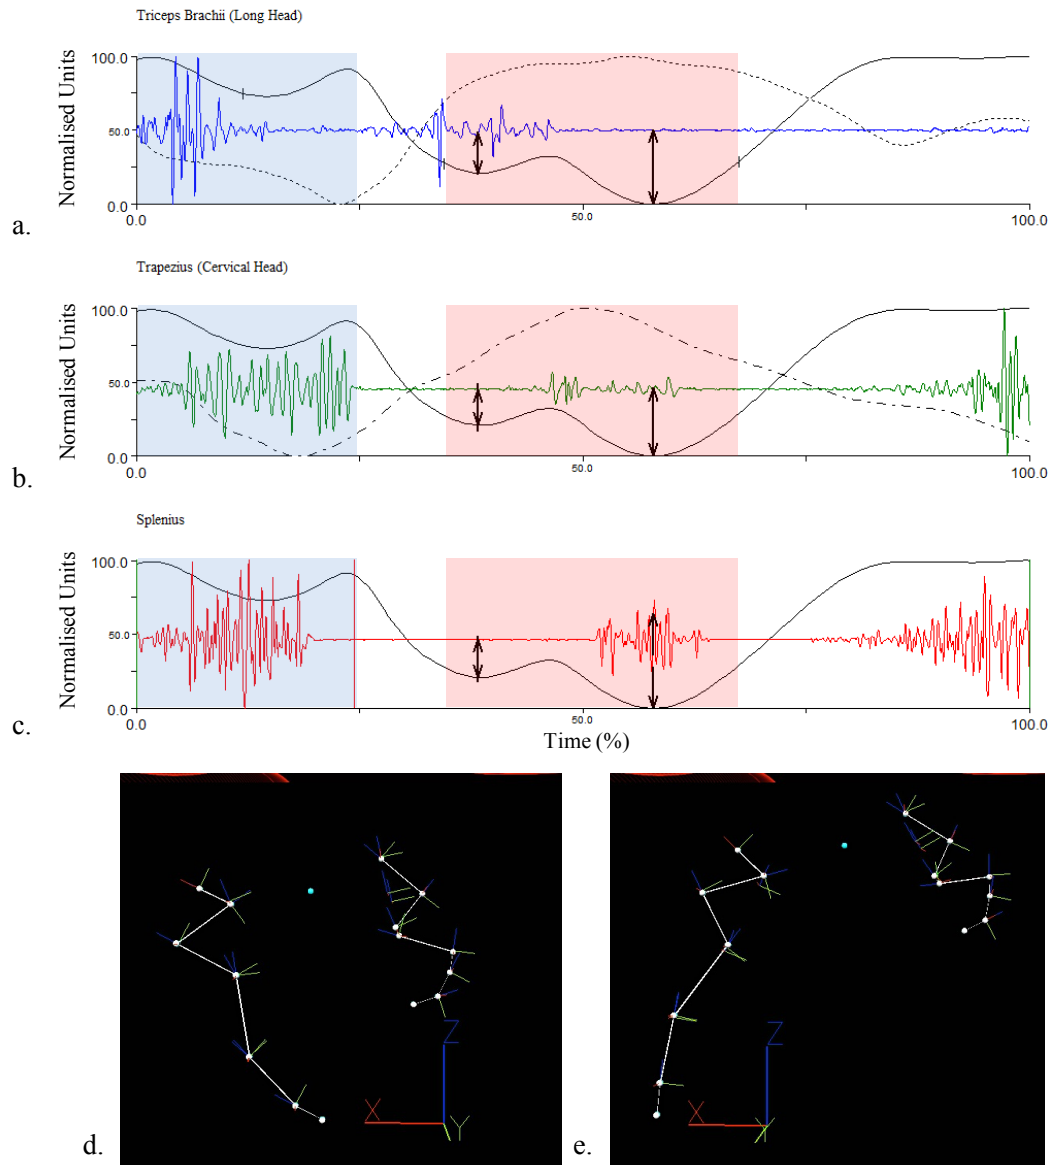 Triceps Brachii (Long Head)
Normalised Units
100.0
50.0
0.0
0.0
50.0
100.0
a.
Trapezius (Cervical Head)
Normalised Units
100.0
50.0
0.0
0.0
50.0
100.0
b.
Splenius
Normalised Units
100.0
50.0
0.0
0.0
50.0
100.0
c.
Time (%)
Z
X
Y
d.
Z
X
Y
e.